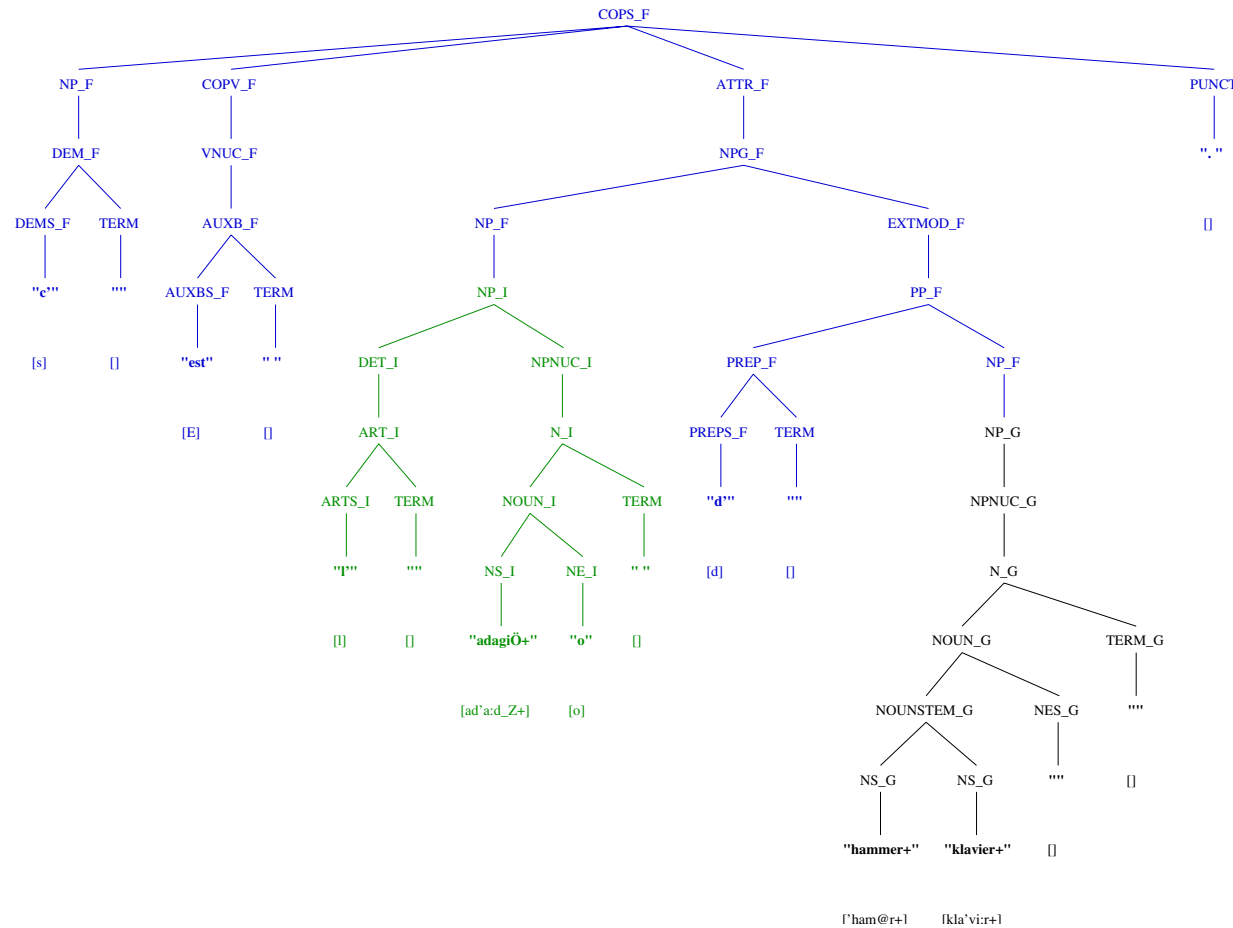 COPS_F
NP_F COPV_F ATTR_F PUNCT
DEM_F VNUC_F NPG_F ". "
DEMS_F TERM AUXB_F NP_F EXTMOD_F []
"c'" "" AUXBS_F TERM NP_I PP_F
[s] [] "est" " " DET_I NPNUC_I PREP_F NP_F
[E] [] ART_I N_I PREPS_F TERM NP_G
ARTS_I TERM NOUN_I TERM "d'" "" NPNUC_G
"l'" "" NS_I NE_I " " [d] [] N_G
[l] [] "adagiÖ+" "o" [] NOUN_G TERM_G
[ad'a:d_Z+] [o] NOUNSTEM_G NES_G ""
NS_G NS_G "" []
"hammer+" "klavier+" []
['ham@r+] [kla'vi:r+]